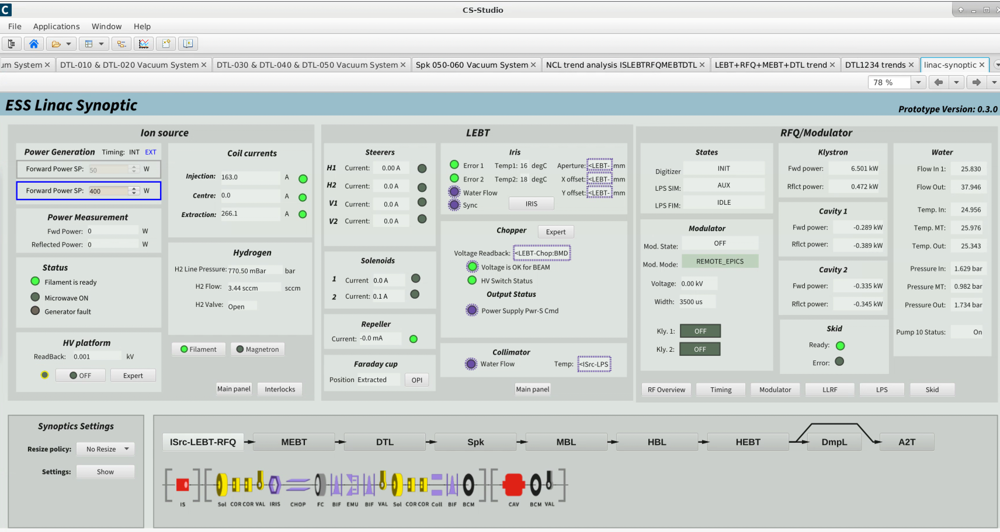 C
CS-Studio
File Applications Window Help
um System DTL-010 & DTL-020 Vacuum System DTL-030 & DTL-040 & DTL-050 Vacuum System Spk 050-060 Vacuum System NCL trend analysis ISLEBTRFQMEBTDTL LEBT+RFQ+MEBT+DTL trend DTL1234 trends linac-synoptic
78 %
ESS Linac Synoptic
Prototype Version: 0.3.0
Ion source
Power Generation Timing: INT EXT
Forward Power SP: 50 W
Forward Power SP: 400 W
Power Measurement
Fwd Power: 0 W
Reflected Power: 0 W
Status
Filament is ready
Microwave ON
Generator fault
HV platform
ReadBack: 0.001 kV
OFF Expert
Coil currents
Injection: 163.0 A
Centre: 0.0 A
Extraction: 266.1 A
Hydrogen
H2 Line Pressure: 770.50 mBar bar
H2 Flow: 3.44 sccm sccm
H2 Valve: Open
Filament Magnetron
Main panel Interlocks
LEBT
Steerers
H1 Current: 0.00 A
H2 Current: 0.0 A
V1 Current: 0.0 A
V2 Current: 0.0 A
Solenoids
1 Current 0.0 A
2 Current: 0.1 A
Repeller
Current: -0.0 mA
Faraday cup
Position Extracted OPI
Iris
Error 1 Temp1: 16 degC Aperture: <LEBT- mm
Error 2 Temp2: 18 degC X offset: <LEBT- mm
Water Flow Y offset: <LEBT- mm
Sync IRIS
Chopper Expert
Voltage Readback: <LEBT-Chop:BMD
Voltage is OK for BEAM
HV Switch Status
Output Status
Power Supply Pwr-S Cmd
Collimator
Water Flow Temp: <ISrc-LPS
Main panel
RFQ/Modulator
States
Digitizer INIT
LPS SIM: AUX
LPS FIM: IDLE
Modulator
Mod. State: OFF
Mod. Mode: REMOTE_EPICS
Voltage: 0.00 kV
Width: 3500 us
Kly. 1: OFF
Kly. 2: OFF
Klystron
Fwd power: 6.501 kW
Rflct power: 0.472 kW
Cavity 1
Fwd power: -0.289 kW
Rflct power: -0.389 kW
Cavity 2
Fwd power: -0.335 kW
Rflct power: -0.345 kW
Skid
Ready:
Error:
Water
Flow In 1: 25.830
Flow Out: 37.946
Temp. In: 24.956
Temp. MT: 25.976
Temp. Out: 25.343
Pressure In: 1.629 bar
Pressure MT: 0.982 bar
Pressure Out: 1.734 bar
Pump 10 Status: On
RF Overview Timing Modulator LLRF LPS Skid
Synoptics Settings
Resize policy: No Resize
Settings: Show
ISrc-LEBT-RFQ MEBT DTL Spk MBL HBL HEBT DmpL A2T
IS Sol COR COR VAL IRIS CHOP FC BIF EMU BIF VAL Sol COR COR Coll BIF BCM CAV BCM VAL